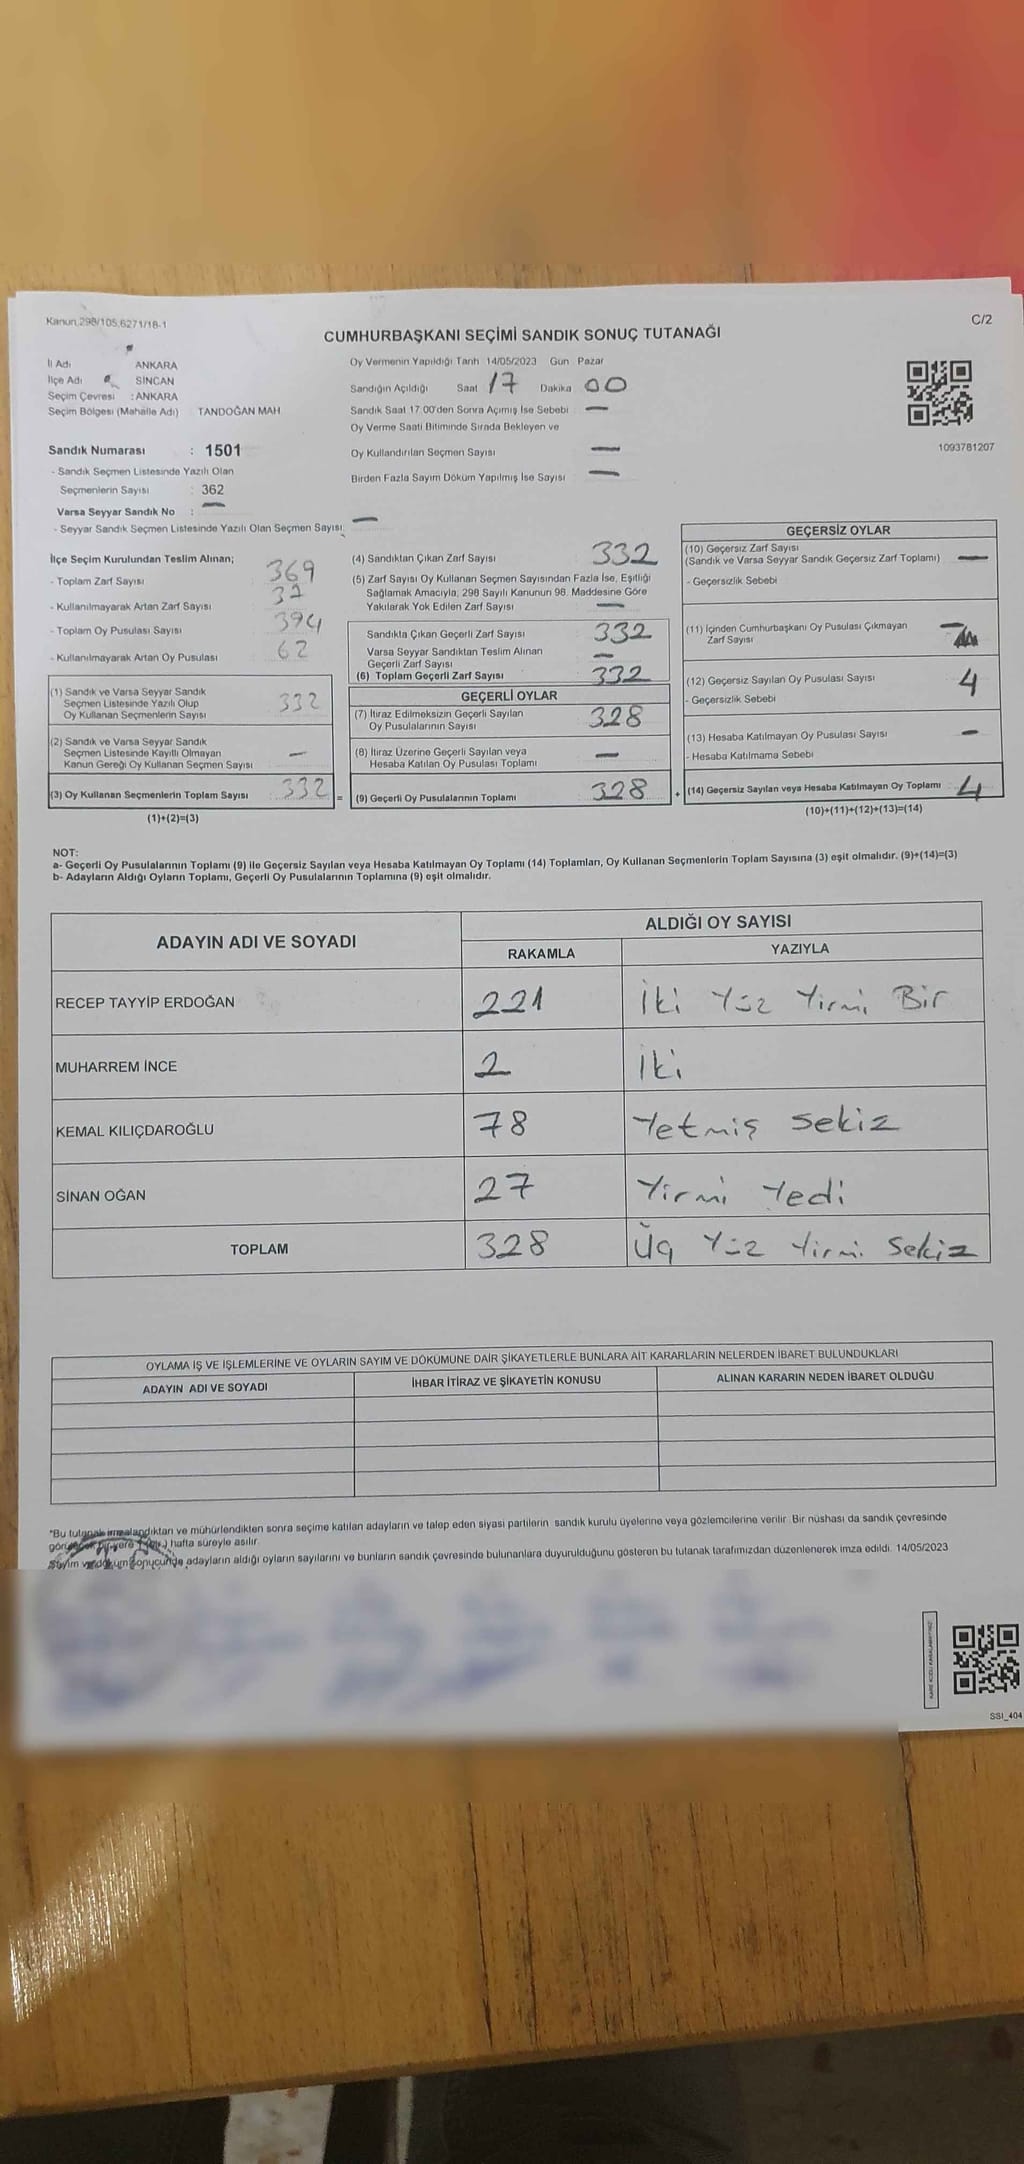 Kanun.298/105,6271/18-1
C/2
CUMHURBAŞKANI SEÇİMİ SANDIK SONUÇ TUTANAĞI
İl Adı ANKARA
İlçe Adı SİNCAN
Seçim Çevresi : ANKARA
Seçim Bölgesi (Mahalle Adı) TANDOĞAN MAH
Oy Vermenin Yapıldığı Tarih 14/05/2023 Gün Pazar
Sandığın Açıldığı Saat 17 Dakika 00
Sandık Saat 17.00'den Sonra Açımış İse Sebebi : —
Oy Verme Saati Bitiminde Sırada Bekleyen ve
Oy Kullandırılan Seçmen Sayısı —
Birden Fazla Sayım Döküm Yapılmış İse Sayısı —
1093781207
Sandık Numarası : 1501
- Sandık Seçmen Listesinde Yazılı Olan
Seçmenlerin Sayısı : 362
Varsa Seyyar Sandık No : —
- Seyyar Sandık Seçmen Listesinde Yazılı Olan Seçmen Sayısı: —
İlçe Seçim Kurulundan Teslim Alınan;
- Toplam Zarf Sayısı 369
- Kullanılmayarak Artan Zarf Sayısı 37
- Toplam Oy Pusulası Sayısı 394
- Kullanılmayarak Artan Oy Pusulası 62
(1) Sandık ve Varsa Seyyar Sandık
Seçmen Listesinde Yazılı Olup
Oy Kullanan Seçmenlerin Sayısı 332
(2) Sandık ve Varsa Seyyar Sandık
Seçmen Listesinde Kayıtlı Olmayan
Kanun Gereği Oy Kullanan Seçmen Sayısı —
(3) Oy Kullanan Seçmenlerin Toplam Sayısı 332 =
(1)+(2)=(3)
(4) Sandıktan Çıkan Zarf Sayısı 332
(5) Zarf Sayısı Oy Kullanan Seçmen Sayısından Fazla İse, Eşitliği
Sağlamak Amacıyla, 298 Sayılı Kanunun 98. Maddesine Göre
Yakılarak Yok Edilen Zarf Sayısı —
Sandıkta Çıkan Geçerli Zarf Sayısı 332
Varsa Seyyar Sandıktan Teslim Alınan
Geçerli Zarf Sayısı —
(6) Toplam Geçerli Zarf Sayısı 332
GEÇERLİ OYLAR
(7) İtiraz Edilmeksizin Geçerli Sayılan
Oy Pusulalarının Sayısı 328
(8) İtiraz Üzerine Geçerli Sayılan veya
Hesaba Katılan Oy Pusulası Toplamı —
(9) Geçerli Oy Pusulalarının Toplamı 328 +
GEÇERSİZ OYLAR
(10) Geçersiz Zarf Sayısı
(Sandık ve Varsa Seyyar Sandık Geçersiz Zarf Toplamı) —
- Geçersizlik Sebebi
(11) İçinden Cumhurbaşkanı Oy Pusulası Çıkmayan
Zarf Sayısı —
(12) Geçersiz Sayılan Oy Pusulası Sayısı 4
- Geçersizlik Sebebi
(13) Hesaba Katılmayan Oy Pusulası Sayısı —
- Hesaba Katılmama Sebebi
(14) Geçersiz Sayılan veya Hesaba Katılmayan Oy Toplamı 4
(10)+(11)+(12)+(13)=(14)
NOT:
a- Geçerli Oy Pusulalarının Toplamı (9) ile Geçersiz Sayılan veya Hesaba Katılmayan Oy Toplamı (14) Toplamları, Oy Kullanan Seçmenlerin Toplam Sayısına (3) eşit olmalıdır. (9)+(14)=(3)
b- Adayların Aldığı Oyların Toplamı, Geçerli Oy Pusulalarının Toplamına (9) eşit olmalıdır.
ADAYIN ADI VE SOYADI
ALDIĞI OY SAYISI
RAKAMLA YAZIYLA
RECEP TAYYİP ERDOĞAN 221 İki Yüz Yirmi Bir
MUHARREM İNCE 2 İki
KEMAL KILIÇDAROĞLU 78 Yetmiş Sekiz
SİNAN OĞAN 27 Yirmi Yedi
TOPLAM 328 Üç Yüz Yirmi Sekiz
OYLAMA İŞ VE İŞLEMLERİNE VE OYLARIN SAYIM VE DÖKÜMÜNE DAİR ŞİKAYETLERLE BUNLARA AİT KARARLARIN NELERDEN İBARET BULUNDUKLARI
ADAYIN ADI VE SOYADI İHBAR İTİRAZ VE ŞİKAYETİN KONUSU ALINAN KARARIN NEDEN İBARET OLDUĞU
"Bu tutanak imzalandıktan ve mühürlendikten sonra seçime katılan adayların ve talep eden siyasi partilerin sandık kurulu üyelerine veya gözlemcilerine verilir. Bir nüshası da sandık çevresinde
hafta süreyle asılır.
Sayım ve döküm sonucunda adayların aldığı oyların sayılarını ve bunların sandık çevresinde bulunanlara duyurulduğunu gösteren bu tutanak tarafımızdan düzenlenerek imza edildi. 14/05/2023
SSI_404